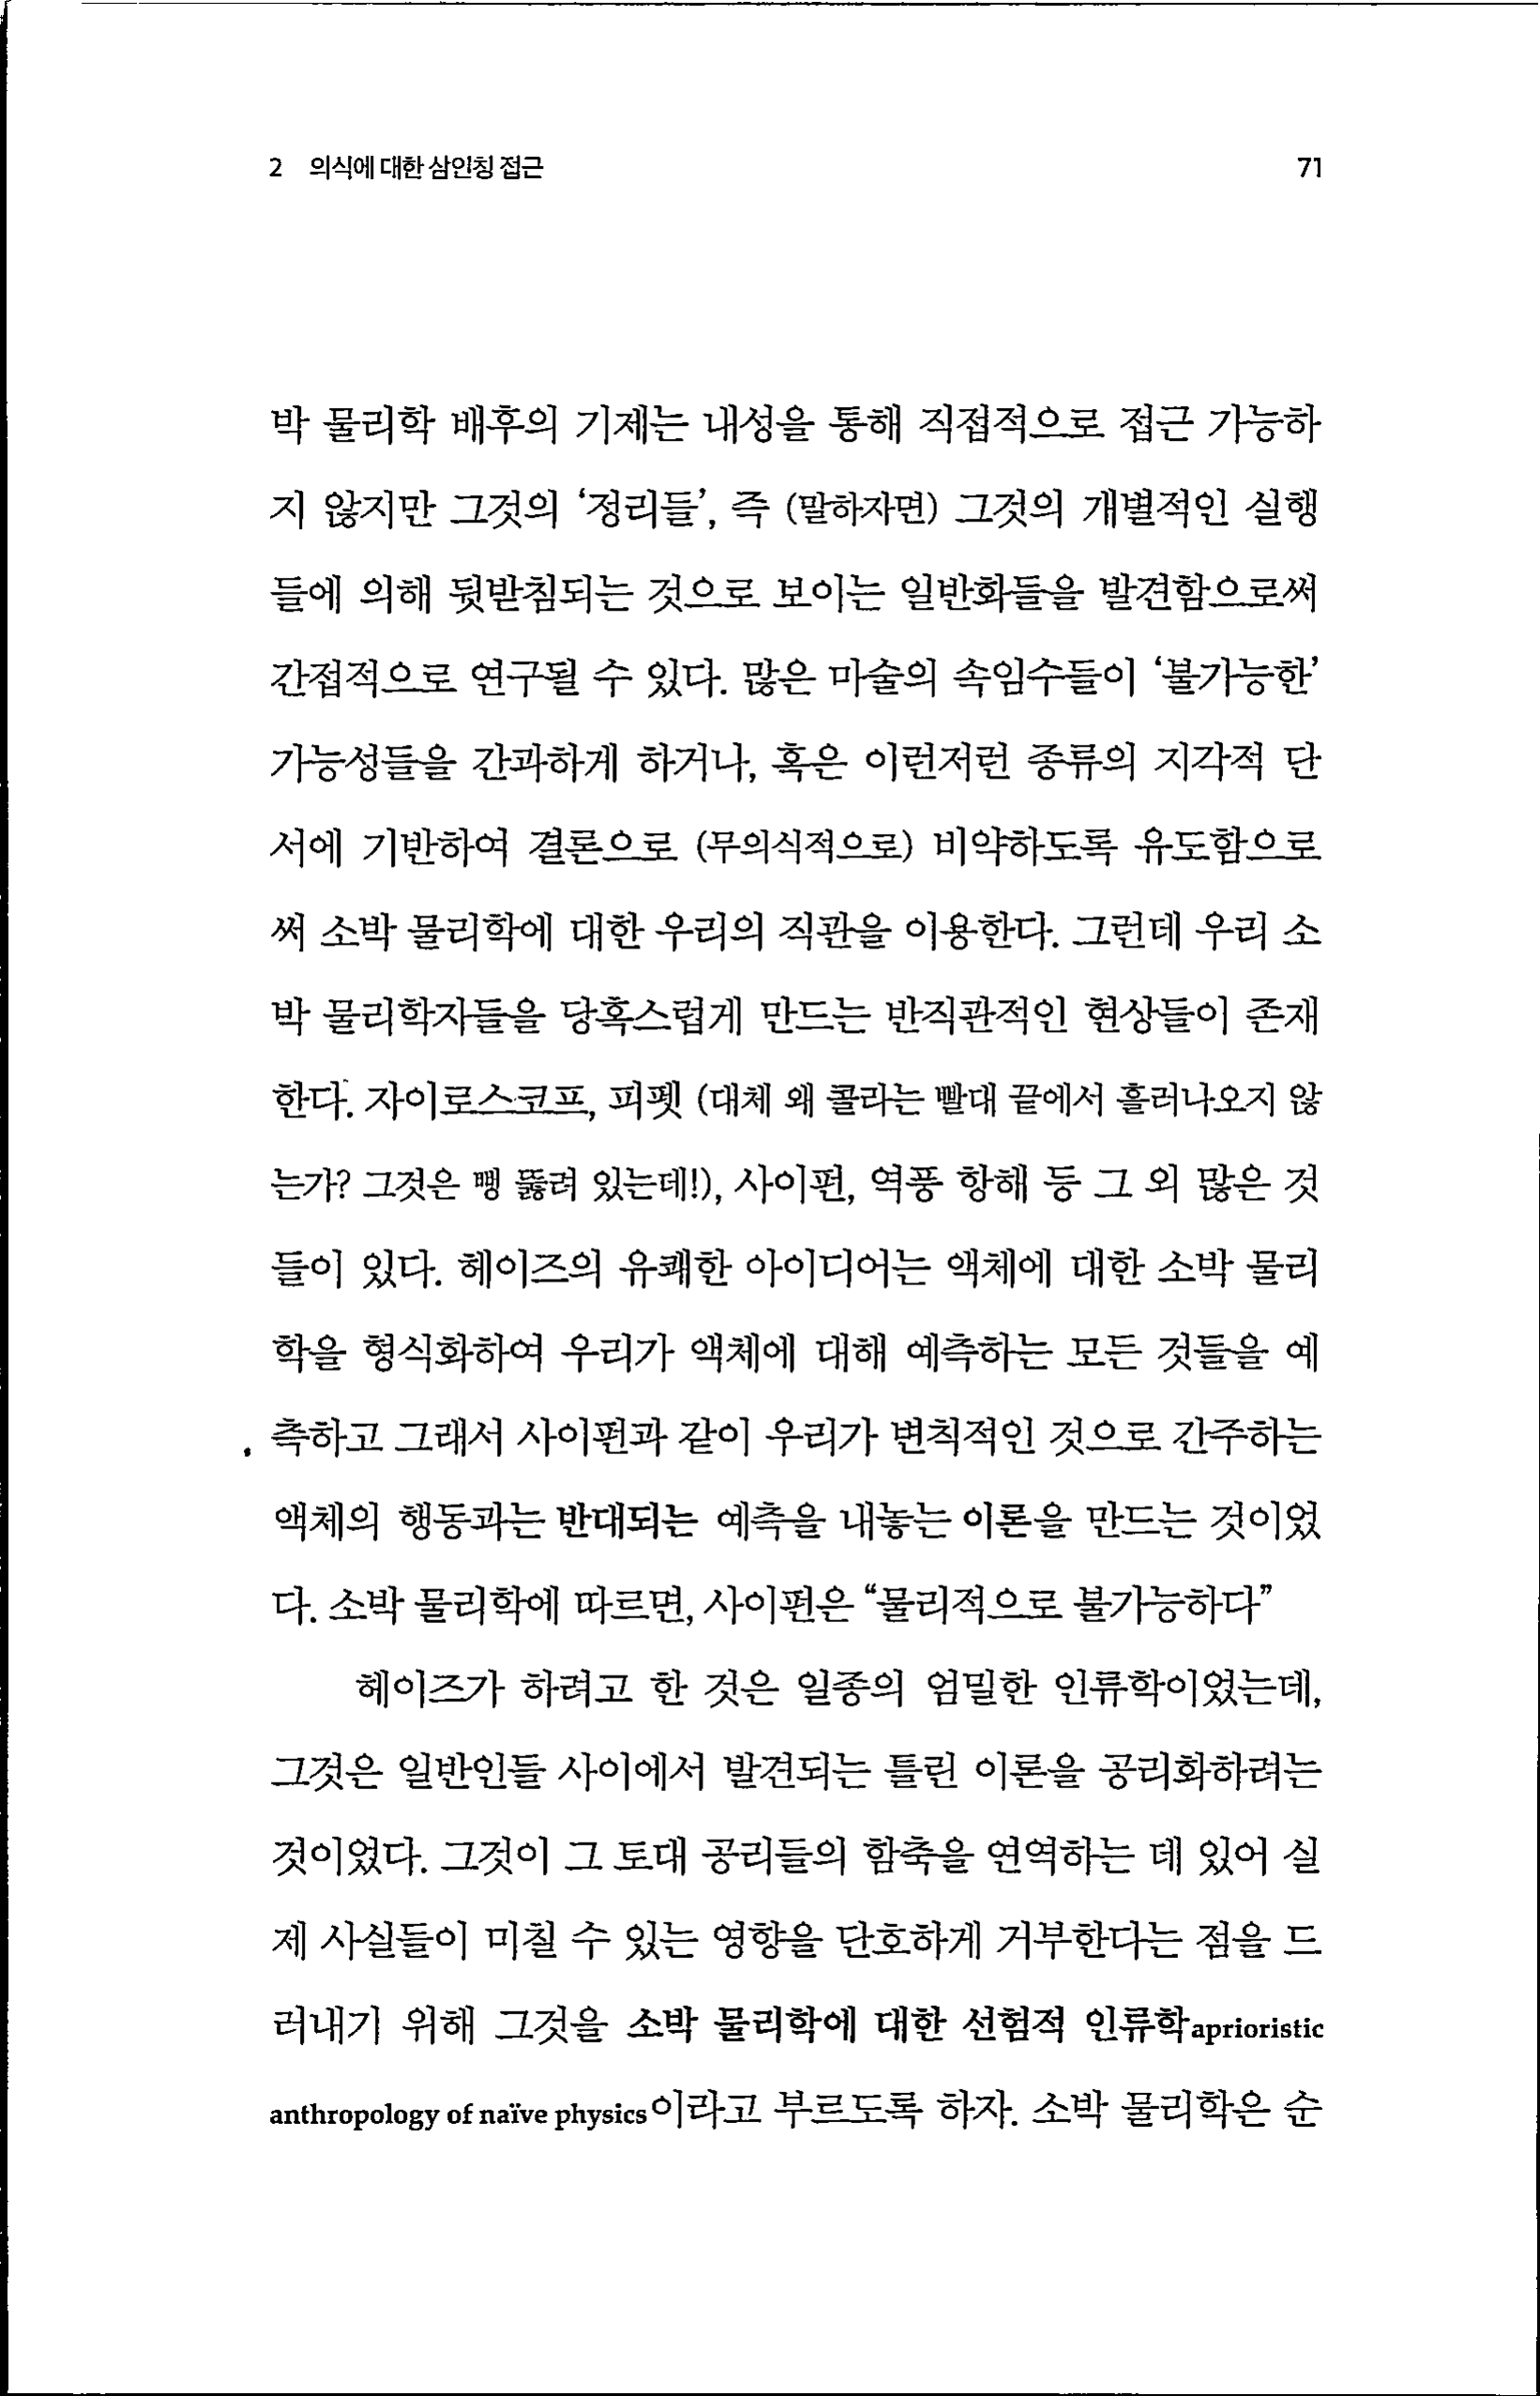 2 의식에 대한 삼인칭 접근 71
박 물리학 배후의 기제는 내성을 통해 직접적으로 접근 가능하
지 않지만 그것의 ‘정리들’, 즉 (말하자면) 그것의 개별적인 실행
들에 의해 뒷받침되는 것으로 보이는 일반화들을 발견함으로써
간접적으로 연구될 수 있다. 많은 마술의 속임수들이 ‘불가능한’
가능성들을 간과하게 하거나, 혹은 이런저런 종류의 지각적 단
서에 기반하여 결론으로 (무의식적으로) 비약하도록 유도함으로
써 소박 물리학에 대한 우리의 직관을 이용한다. 그런데 우리 소
박 물리학자들을 당혹스럽게 만드는 반직관적인 현상들이 존재
한다. 자이로스코프, 피펫 (대체 왜 콜라는 빨대 끝에서 흘러나오지 않
는가? 그것은 뻥 뚫려 있는데!), 사이펀, 역풍 항해 등 그 외 많은 것
들이 있다. 헤이즈의 유쾌한 아이디어는 액체에 대한 소박 물리
학을 형식화하여 우리가 액체에 대해 예측하는 모든 것들을 예
측하고 그래서 사이펀과 같이 우리가 변칙적인 것으로 간주하는
액체의 행동과는 반대되는 예측을 내놓는 이론을 만드는 것이었
다. 소박 물리학에 따르면, 사이펀은 “물리적으로 불가능하다”
헤이즈가 하려고 한 것은 일종의 엄밀한 인류학이었는데,
그것은 일반인들 사이에서 발견되는 틀린 이론을 공리화하려는
것이었다. 그것이 그 토대 공리들의 함축을 연역하는 데 있어 실
제 사실들이 미칠 수 있는 영향을 단호하게 거부한다는 점을 드
러내기 위해 그것을 소박 물리학에 대한 선험적 인류학aprioristic
anthropology of naïve physics이라고 부르도록 하자. 소박 물리학은 순